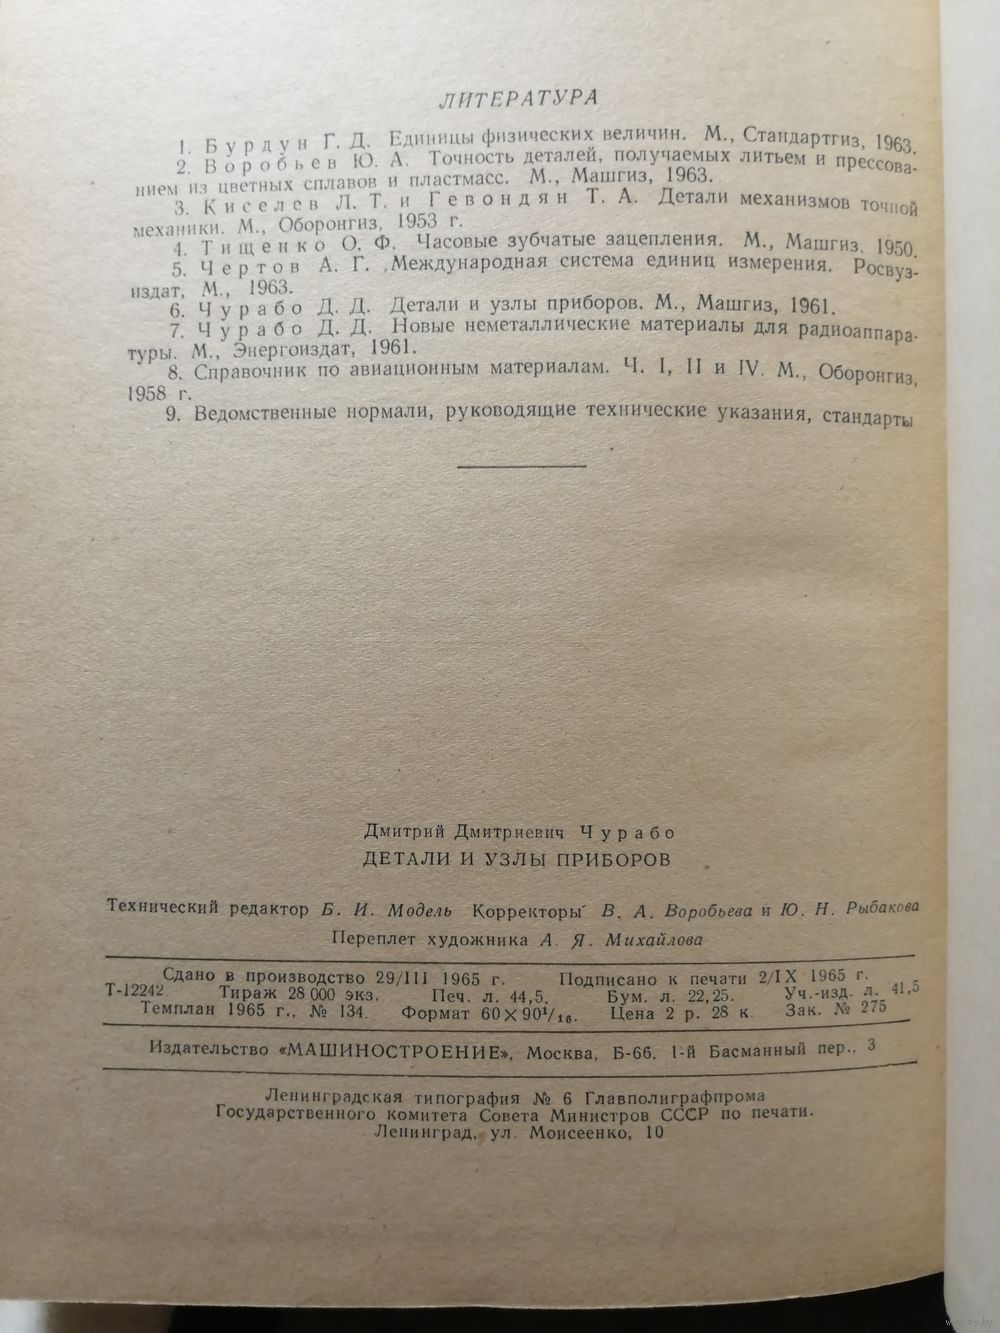 ЛИТЕРАТУРА
1. Бурдун Г. Д. Единицы физических величин. М., Стандартгиз, 1963.
2. Воробьев Ю. А. Точность деталей, получаемых литьем и прессова-
нием из цветных сплавов и пластмасс. М., Машгиз, 1963.
3. Киселев Л. Т. и Гевондян Т. А. Детали механизмов точной
механики. М., Оборонгиз, 1953 г.
4. Тищенко О. Ф. Часовые зубчатые зацепления. М., Машгиз. 1950.
5. Чертов А. Г. Международная система единиц измерения. Росвуз-
издат, М., 1963.
6. Чурабо Д. Д. Детали и узлы приборов. М., Машгиз, 1961.
7. Чурабо Д. Д. Новые неметаллические материалы для радиоаппара-
туры. М., Энергоиздат, 1961.
8. Справочник по авиационным материалам. Ч. I, II и IV. М., Оборонгиз,
1958 г.
9. Ведомственные нормали, руководящие технические указания, стандарты
Дмитрий Дмитриевич Чурабо
ДЕТАЛИ И УЗЛЫ ПРИБОРОВ
Технический редактор Б. И. Модель Корректоры В. А. Воробьева и Ю. Н. Рыбакова
Переплет художника А. Я. Михайлова
Сдано в производство 29/III 1965 г. Подписано к печати 2/IX 1965 г.
Т-12242 Тираж 28 000 экз. Печ. л. 44,5. Бум. л. 22,25. Уч.-изд. л. 41,5
Темплан 1965 г., № 134. Формат 60×90¹/₁₆. Цена 2 р. 28 к. Зак. № 275
Издательство «МАШИНОСТРОЕНИЕ», Москва, Б-66, 1-й Басманный пер., 3
Ленинградская типография № 6 Главполиграфпрома
Государственного комитета Совета Министров СССР по печати.
Ленинград, ул. Моисеенко, 10
www.ay.by